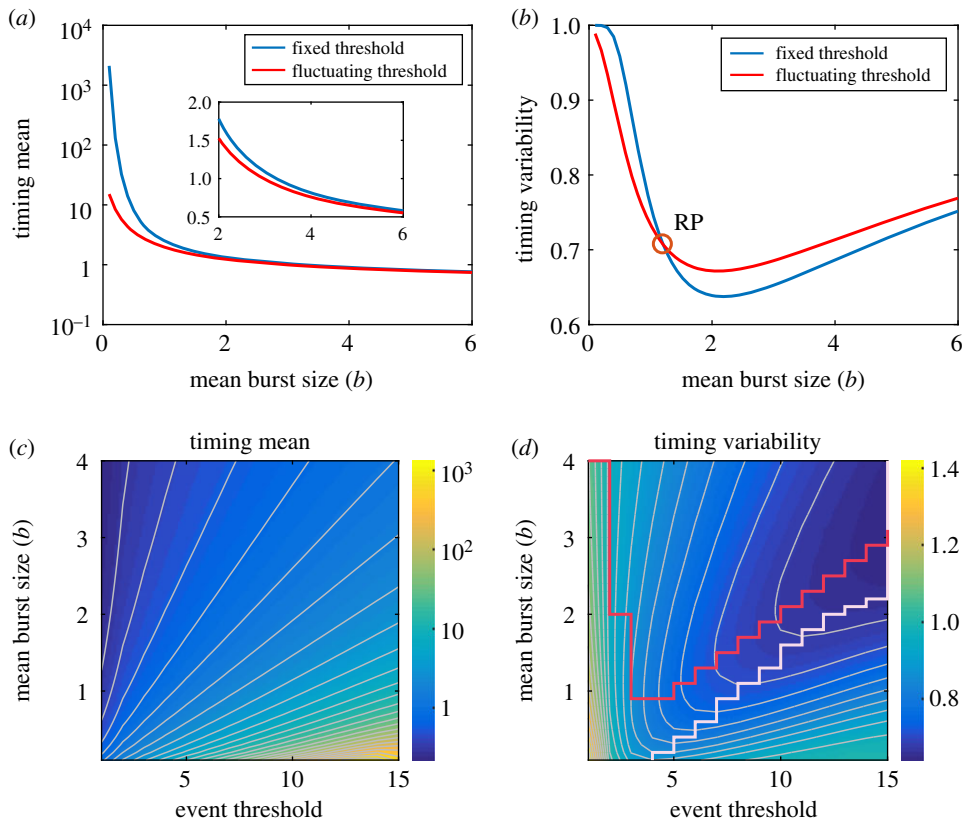 (a)
10^4
10^3
10^2
10
1
10^–1
timing mean
fixed threshold
fluctuating threshold
2.0
1.5
1.0
0.5
2 4 6
0 2 4 6
mean burst size (b)
(b)
1.0
0.9
0.8
0.7
0.6
timing variability
fixed threshold
fluctuating threshold
RP
0 2 4 6
mean burst size (b)
(c)
timing mean
4
3
2
1
mean burst size (b)
5 10 15
event threshold
10^3
10^2
10
1
(d)
timing variability
4
3
2
1
mean burst size (b)
5 10 15
event threshold
1.4
1.2
1.0
0.8